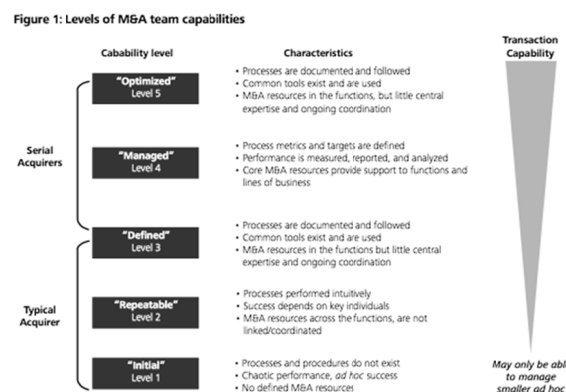 Figure 1: Levels of M&A team capabilities
Cabability level
Characteristics
Transaction
Capability
"Optimized"
Level 5
• Processes are documented and followed
• Common tools exist and are used
• M&A resources in the functions, but little central
expertise and ongoing coordination
Serial
Acquirers
"Managed"
Level 4
• Process metrics and targets are defined
• Performance is measured, reported, and analyzed
• Core M&A resources provide support to functions and
lines of business
"Defined"
Level 3
• Processes are documented and followed
• Common tools exist and are used
• M&A resources in the functions but little central
expertise and ongoing coordination
Typical
Acquirer
"Repeatable"
Level 2
• Processes performed intuitively
• Success depends on key individuals
• M&A resources across the functions, are not
linked/coordinated
"Initial"
Level 1
• Processes and procedures do not exist
• Chaotic performance, ad hoc success
• No defined M&A resources
May only be able
to manage
smaller ad hoc